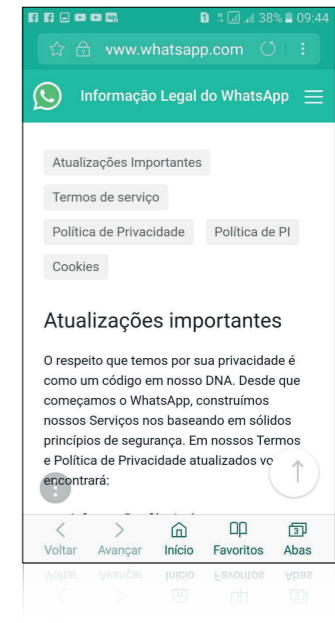 38% 09:44
www.whatsapp.com
Informação Legal do WhatsApp
Atualizações Importantes
Termos de serviço
Política de Privacidade Política de PI
Cookies
Atualizações importantes
O respeito que temos por sua privacidade é
como um código em nosso DNA. Desde que
começamos o WhatsApp, construímos
nossos Serviços nos baseando em sólidos
princípios de segurança. Em nossos Termos
e Política de Privacidade atualizados
encontrará:
3
Voltar Avançar Início Favoritos Abas